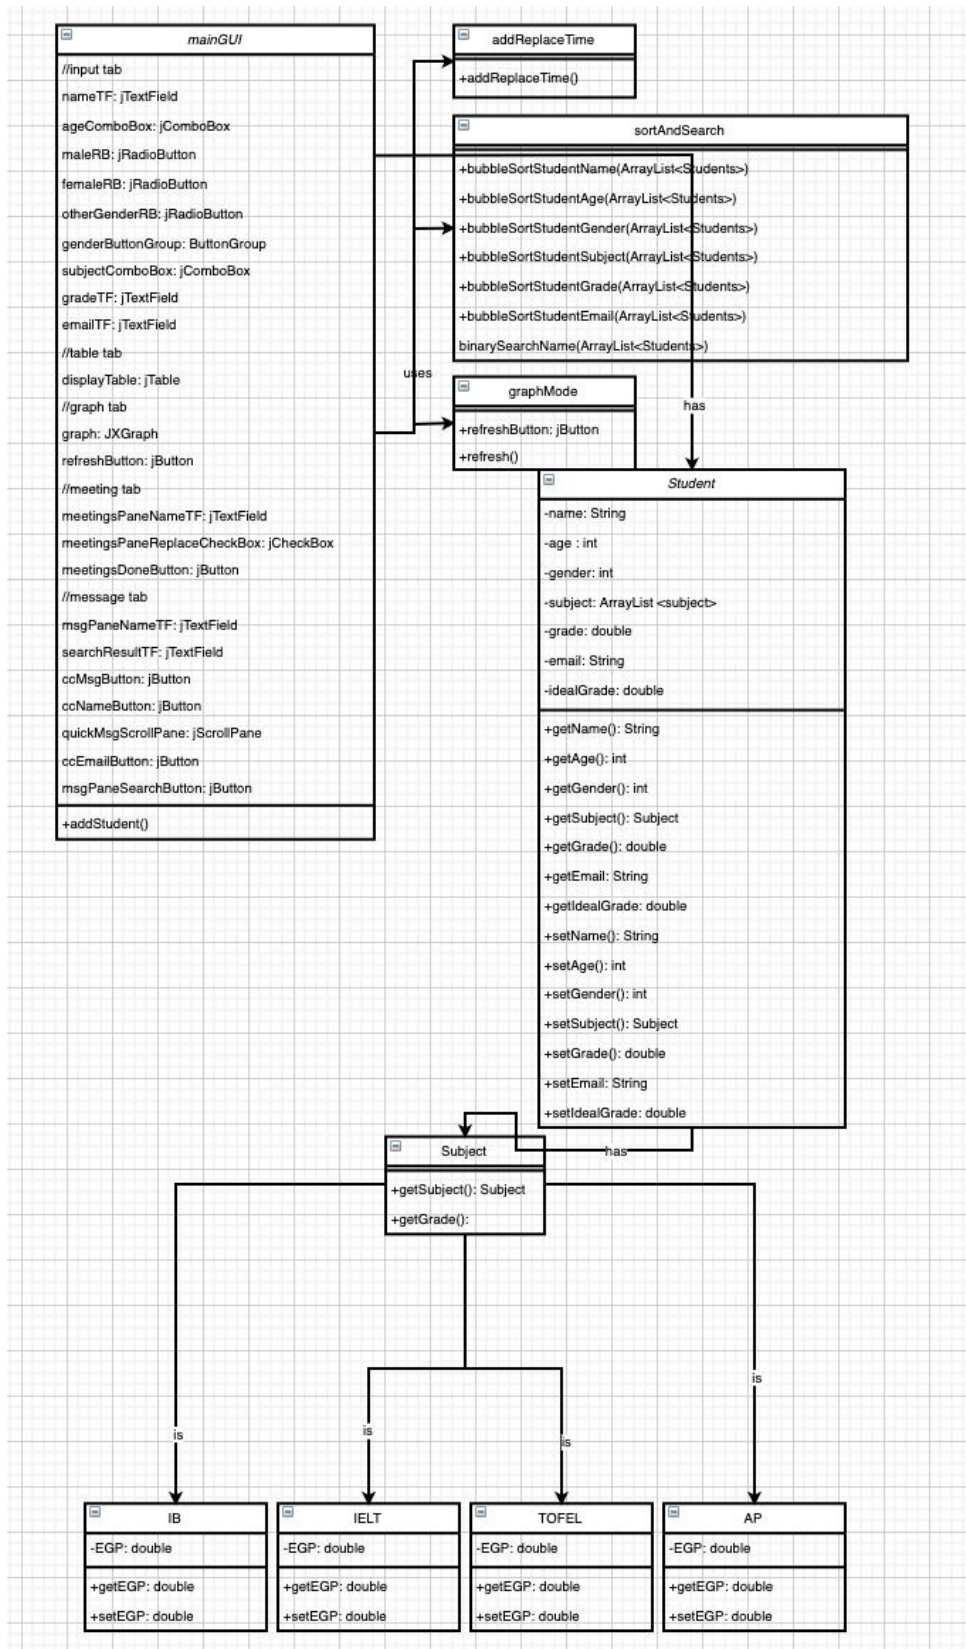 mainGUI
//input tab
nameTF: jTextField
ageComboBox: jComboBox
maleRB: jRadioButton
femaleRB: jRadioButton
otherGenderRB: jRadioButton
genderButtonGroup: ButtonGroup
subjectComboBox: jComboBox
gradeTF: jTextField
emailTF: jTextField
//table tab
displayTable: jTable
//graph tab
graph: JXGraph
refreshButton: jButton
//meeting tab
meetingsPaneNameTF: jTextField
meetingsPaneReplaceCheckBox: jCheckBox
meetingsDoneButton: jButton
//message tab
msgPaneNameTF: jTextField
searchResultTF: jTextField
ccMsgButton: jButton
ccNameButton: jButton
quickMsgScrollPane: jScrollPane
ccEmailButton: jButton
msgPaneSearchButton: jButton
+addStudent()
uses
addReplaceTime
+addReplaceTime()
sortAndSearch
+bubbleSortStudentName(ArrayList<Students>)
+bubbleSortStudentAge(ArrayList<Students>)
+bubbleSortStudentGender(ArrayList<Students>)
+bubbleSortStudentSubject(ArrayList<Students>)
+bubbleSortStudentGrade(ArrayList<Students>)
+bubbleSortStudentEmail(ArrayList<Students>)
binarySearchName(ArrayList<Students>)
graphMode
+refreshButton: jButton
+refresh()
has
Student
-name: String
-age : int
-gender: int
-subject: ArrayList <subject>
-grade: double
-email: String
-idealGrade: double
+getName(): String
+getAge(): int
+getGender(): int
+getSubject(): Subject
+getGrade(): double
+getEmail: String
+getIdealGrade: double
+setName(): String
+setAge(): int
+setGender(): int
+setSubject(): Subject
+setGrade(): double
+setEmail: String
+setIdealGrade: double
has
Subject
+getSubject(): Subject
+getGrade():
is
is
is
is
IB
-EGP: double
+getEGP: double
+setEGP: double
IELT
-EGP: double
+getEGP: double
+setEGP: double
TOFEL
-EGP: double
+getEGP: double
+setEGP: double
AP
-EGP: double
+getEGP: double
+setEGP: double